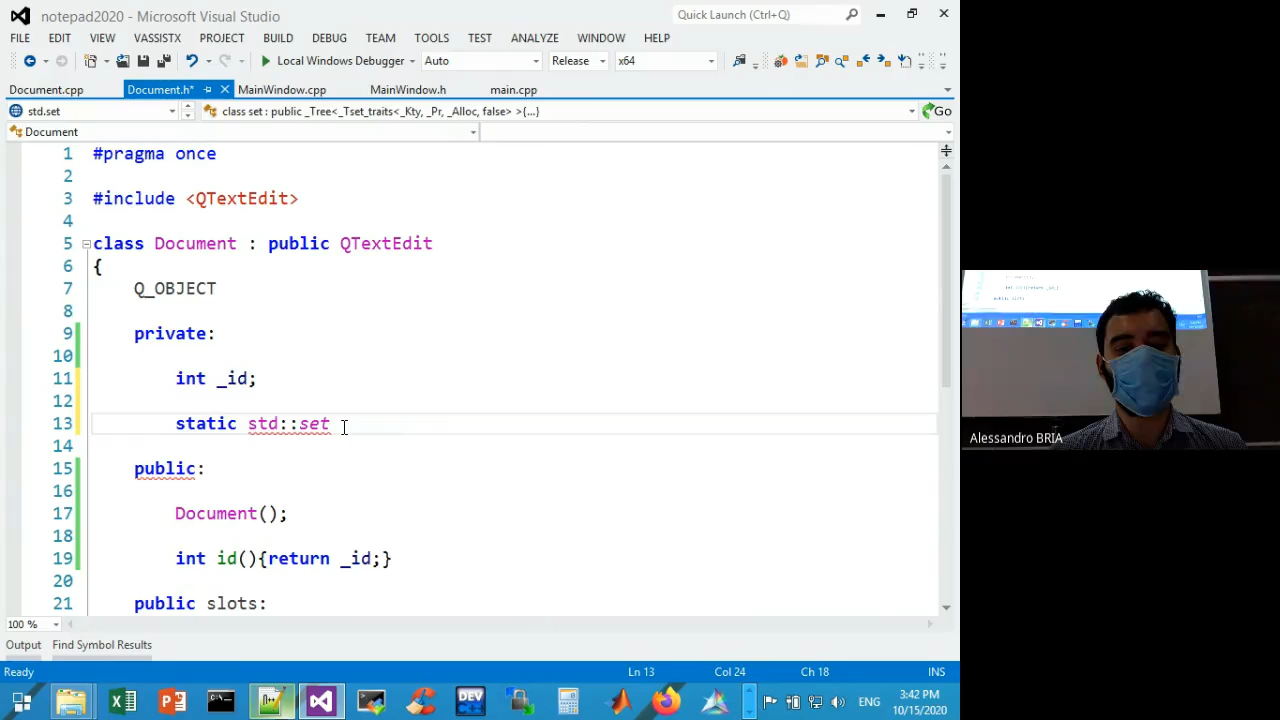 notepad2020 - Microsoft Visual Studio
Quick Launch (Ctrl+Q)
FILE EDIT VIEW VASSISTX PROJECT BUILD DEBUG TEAM TOOLS TEST ANALYZE WINDOW HELP
Local Windows Debugger Auto Release x64
Document.cpp Document.h* MainWindow.cpp MainWindow.h main.cpp
std.set class set : public _Tree<_Tset_traits<_Kty, _Pr, _Alloc, false> >{...} Go
Document
1 #pragma once
2
3 #include <QTextEdit>
4
5 class Document : public QTextEdit
6 {
7 Q_OBJECT
8
9 private:
10
11 int _id;
12
13 static std::set
14
15 public:
16
17 Document();
18
19 int id(){return _id;}
20
21 public slots:
100 %
Output Find Symbol Results
Ready Ln 13 Col 24 Ch 18 INS
DEV
ENG
3:42 PM
10/15/2020
Alessandro BRIA